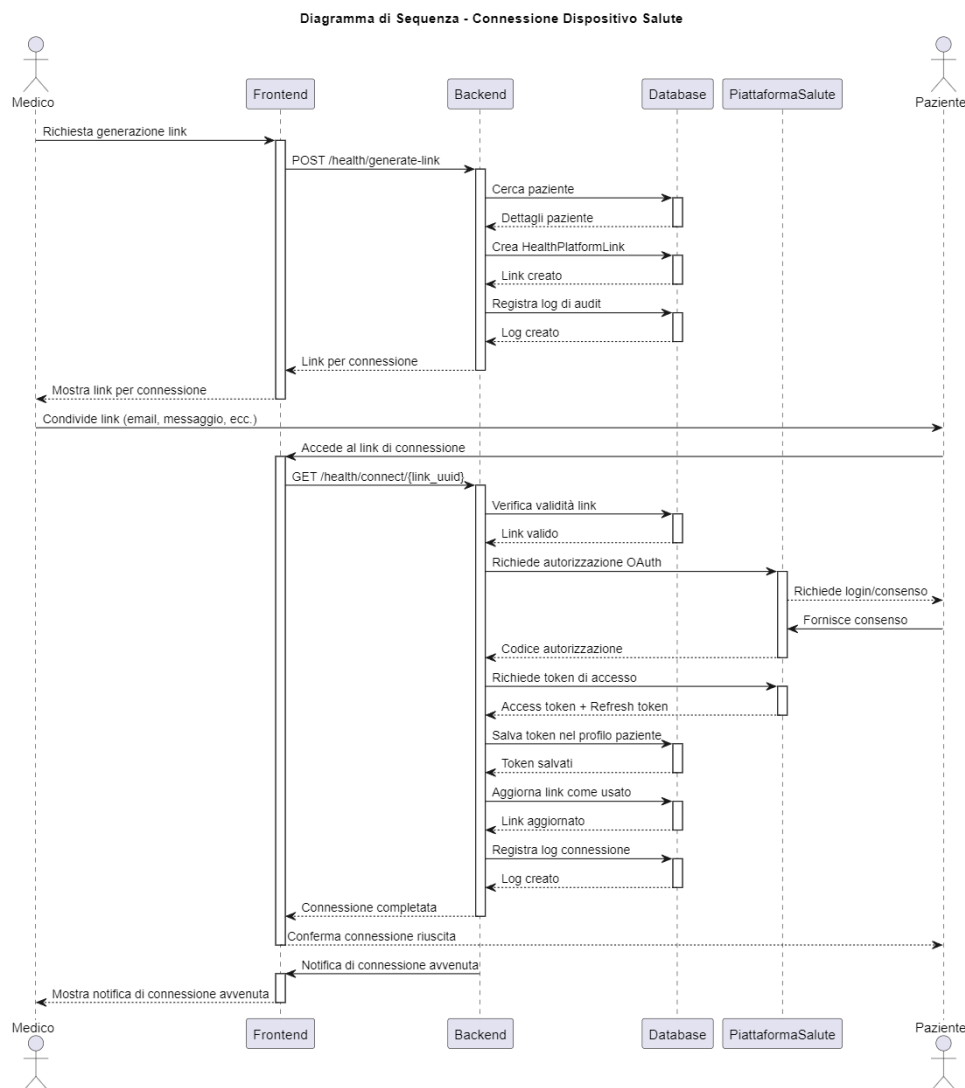 Diagramma di Sequenza - Connessione Dispositivo Salute
Medico
Frontend
Backend
Database
PiattaformaSalute
Paziente
Richiesta generazione link
POST /health/generate-link
Cerca paziente
Dettagli paziente
Crea HealthPlatformLink
Link creato
Registra log di audit
Log creato
Link per connessione
Mostra link per connessione
Condivide link (email, messaggio, ecc.)
Accede al link di connessione
GET /health/connect/{link_uuid}
Verifica validità link
Link valido
Richiede autorizzazione OAuth
Richiede login/consenso
Fornisce consenso
Codice autorizzazione
Richiede token di accesso
Access token + Refresh token
Salva token nel profilo paziente
Token salvati
Aggiorna link come usato
Link aggiornato
Registra log connessione
Log creato
Connessione completata
Conferma connessione riuscita
Notifica di connessione avvenuta
Mostra notifica di connessione avvenuta
Medico
Frontend
Backend
Database
PiattaformaSalute
Paziente